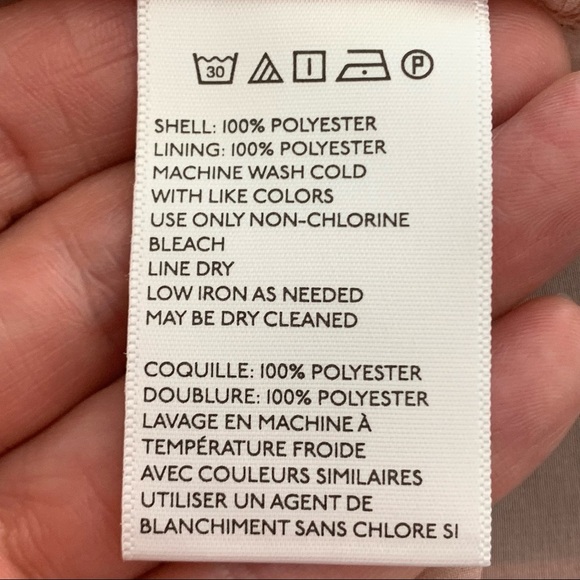 30 P
SHELL: 100% POLYESTER
LINING: 100% POLYESTER
MACHINE WASH COLD
WITH LIKE COLORS
USE ONLY NON-CHLORINE
BLEACH
LINE DRY
LOW IRON AS NEEDED
MAY BE DRY CLEANED
COQUILLE: 100% POLYESTER
DOUBLURE: 100% POLYESTER
LAVAGE EN MACHINE À
TEMPÉRATURE FROIDE
AVEC COULEURS SIMILAIRES
UTILISER UN AGENT DE
BLANCHIMENT SANS CHLORE SI